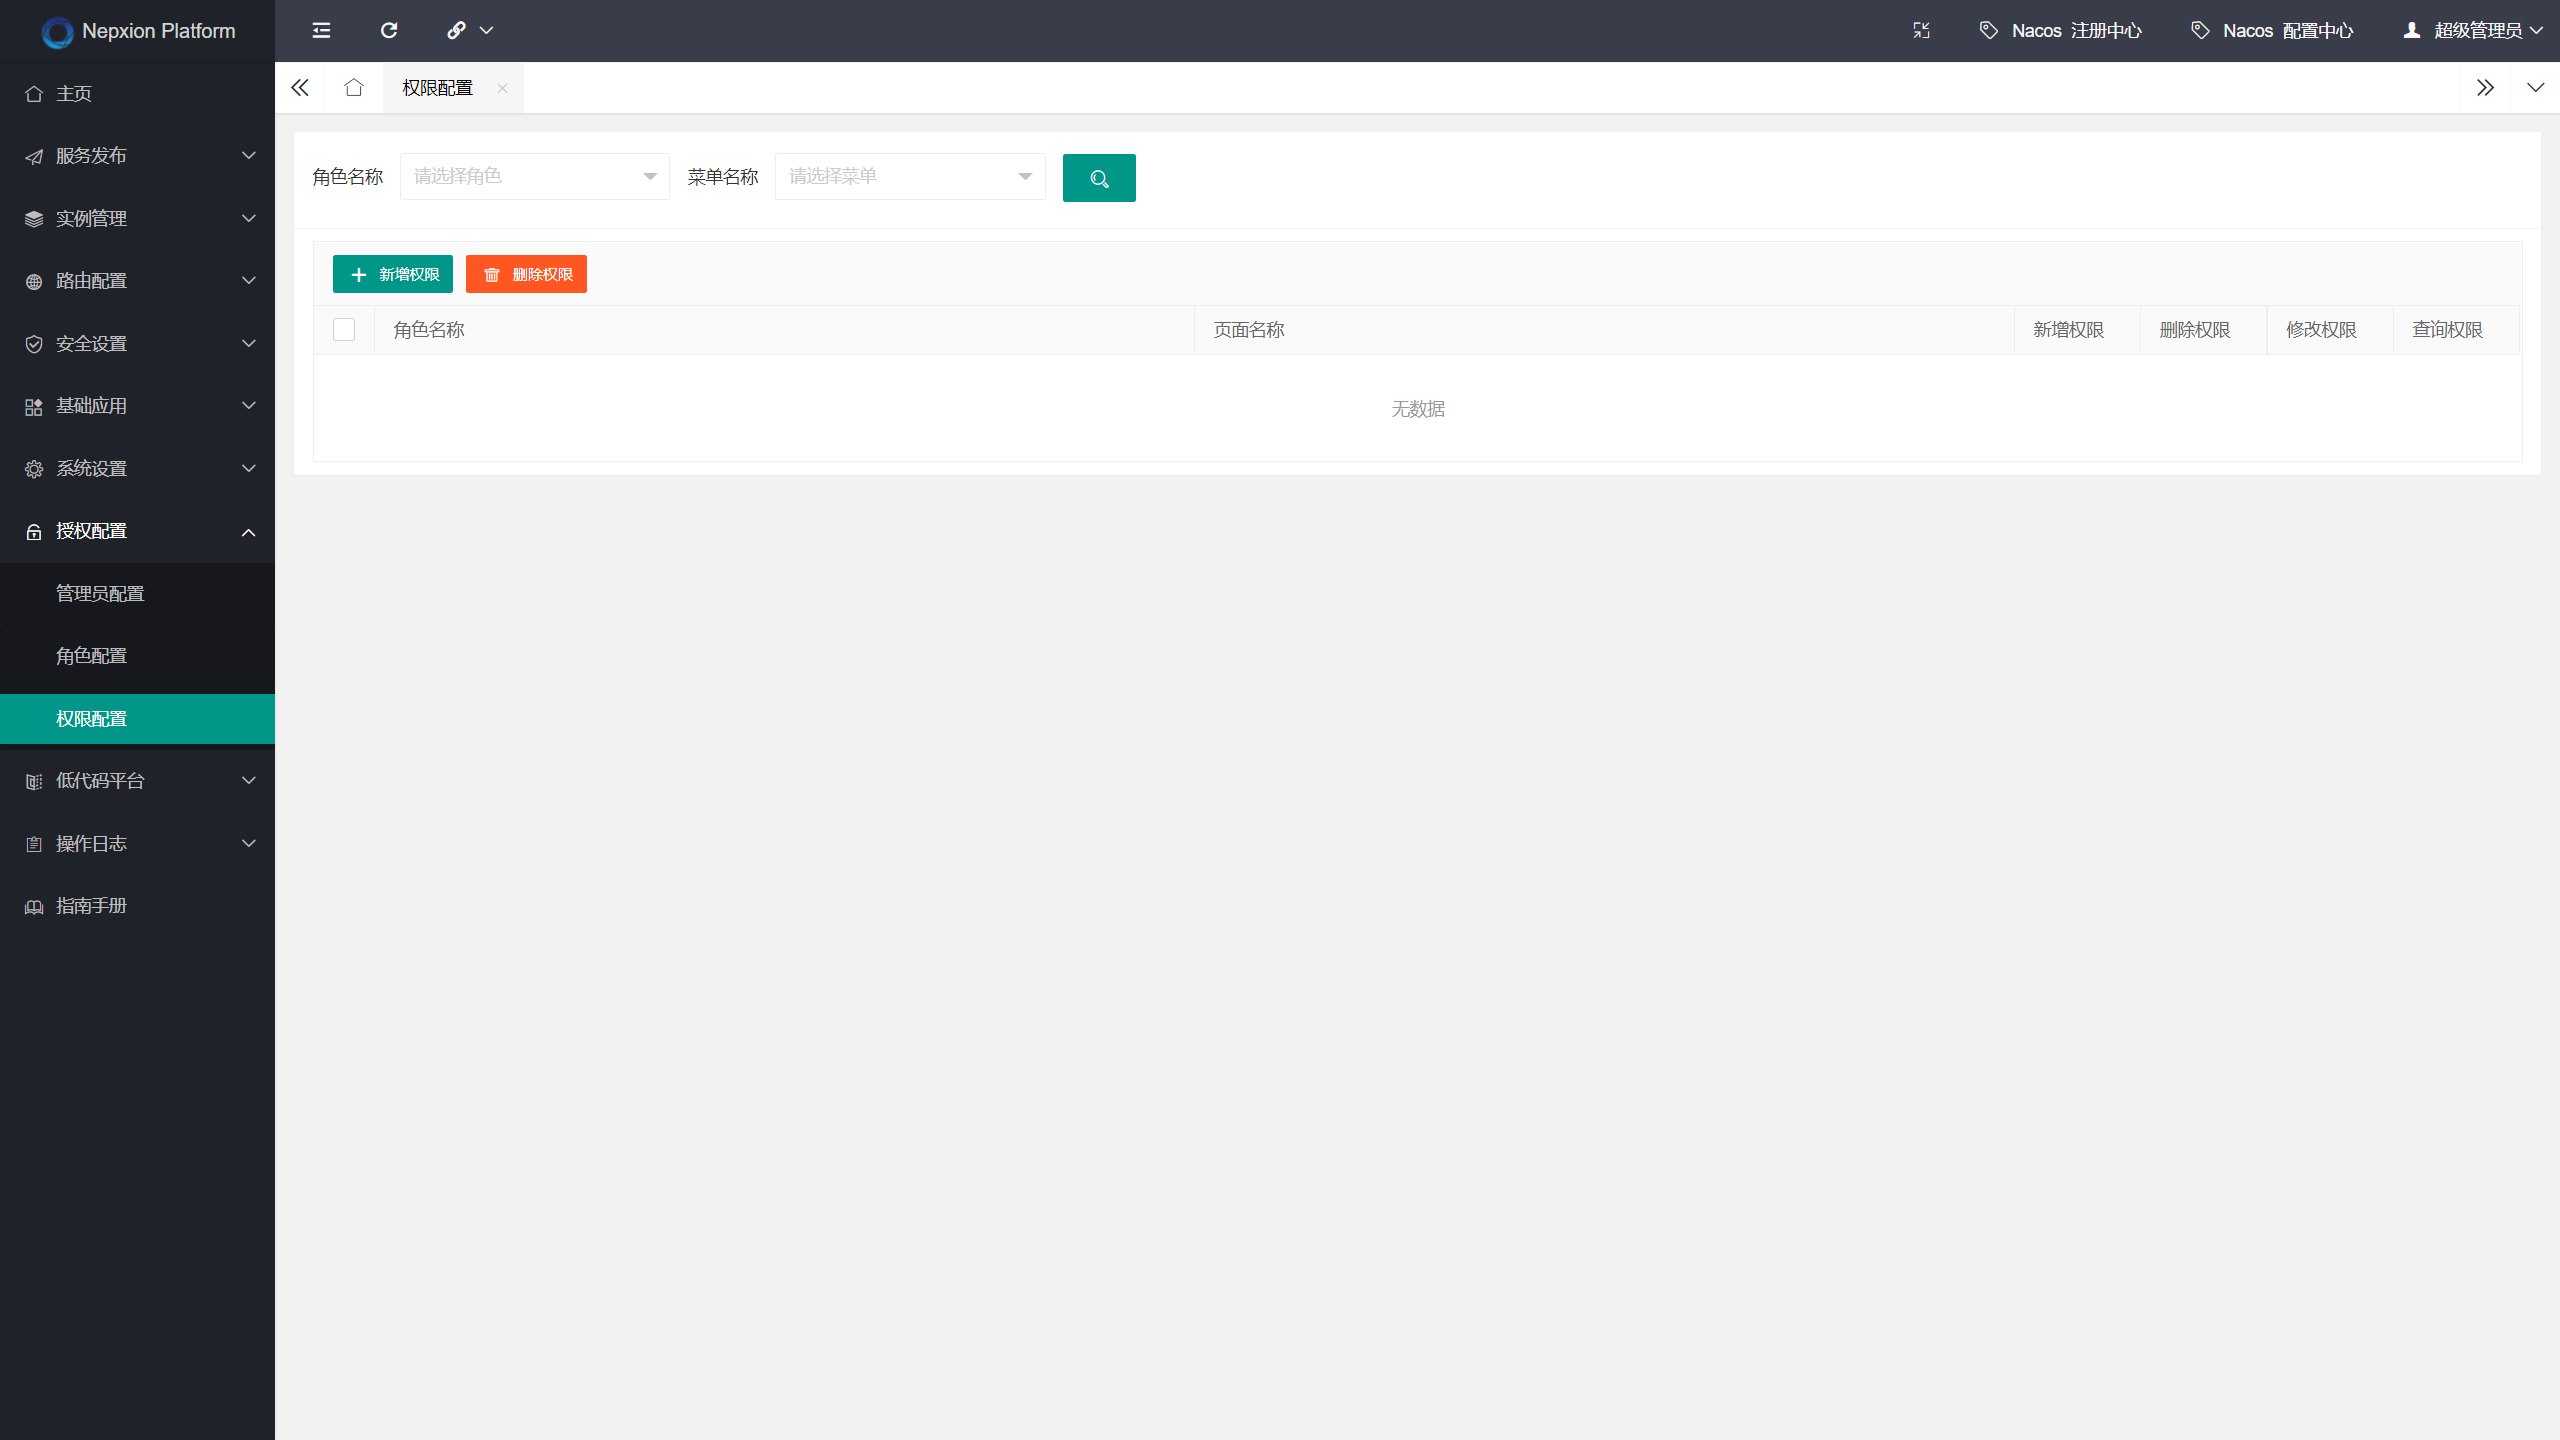 Nepxion Platform
Nacos 注册中心
Nacos 配置中心
超级管理员
主页
服务发布
实例管理
路由配置
安全设置
基础应用
系统设置
授权配置
管理员配置
角色配置
权限配置
低代码平台
操作日志
指南手册
权限配置
角色名称 请选择角色 菜单名称 请选择菜单
新增权限 删除权限
角色名称 页面名称 新增权限 删除权限 修改权限 查询权限
无数据